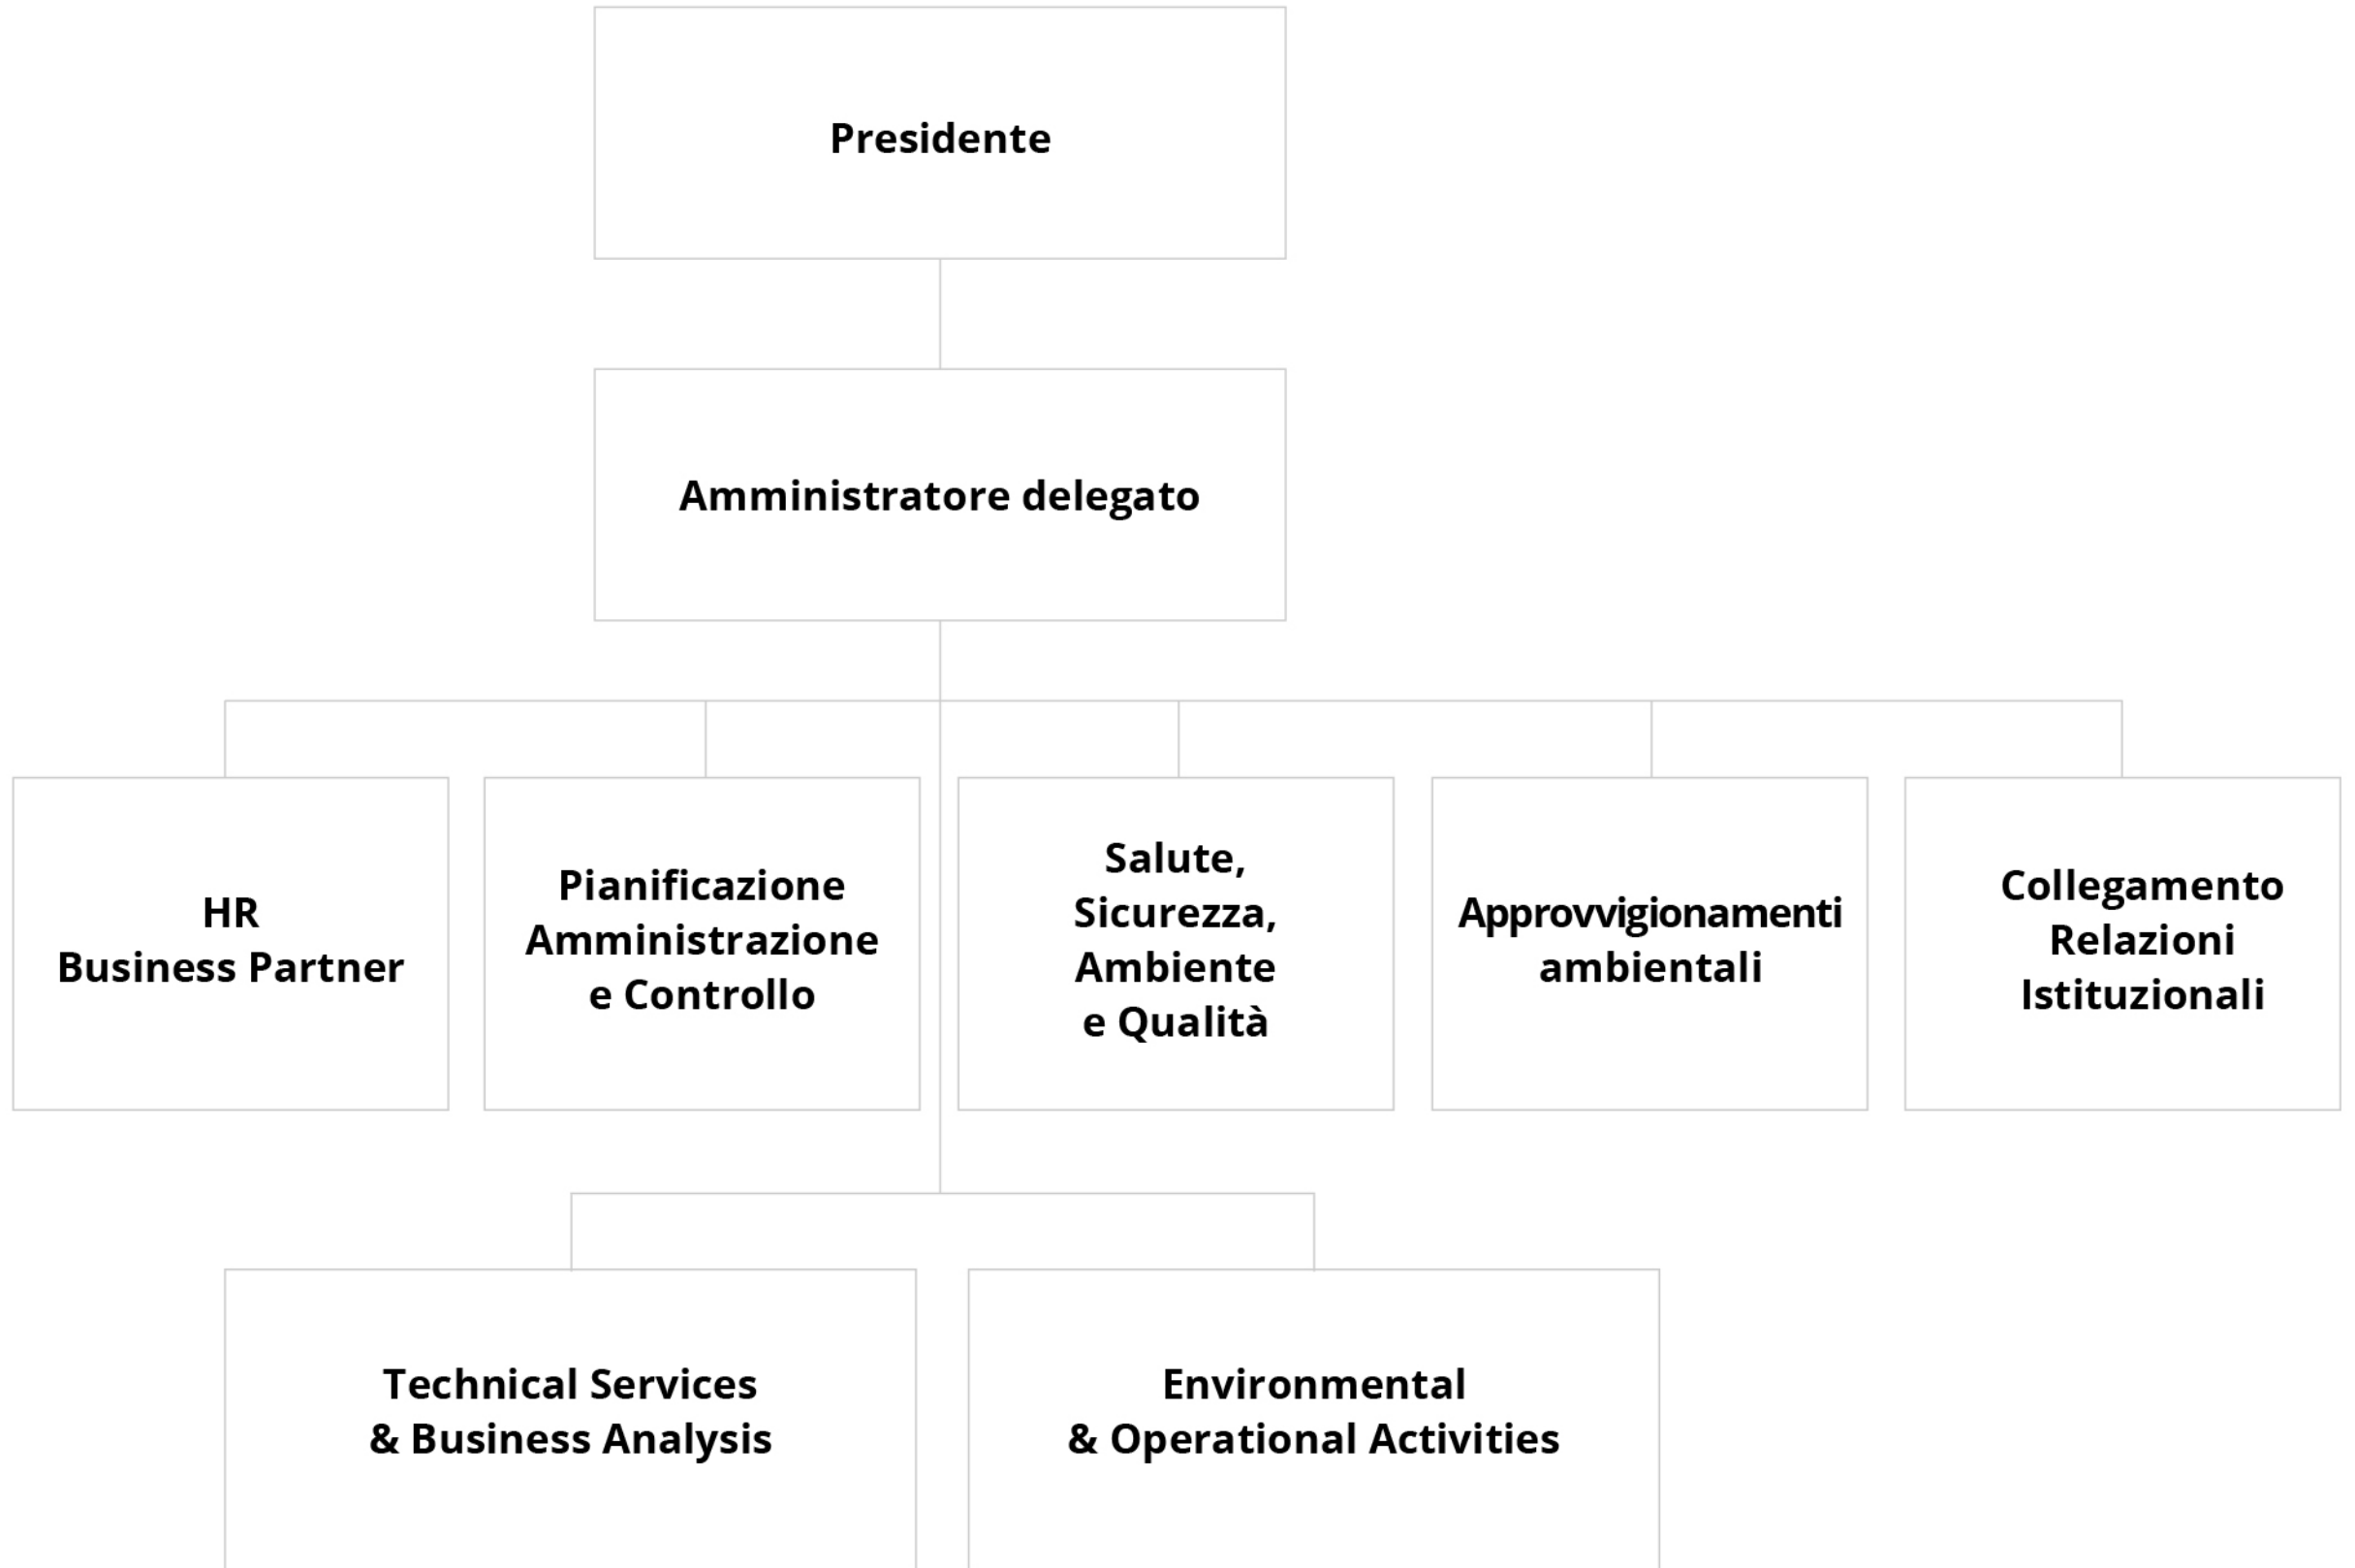 Presidente
Amministratore delegato
HR
Business Partner
Pianificazione
Amministrazione
e Controllo
Salute,
Sicurezza,
Ambiente
e Qualità
Approvvigionamenti
ambientali
Collegamento
Relazioni
Istituzionali
Technical Services
& Business Analysis
Environmental
& Operational Activities